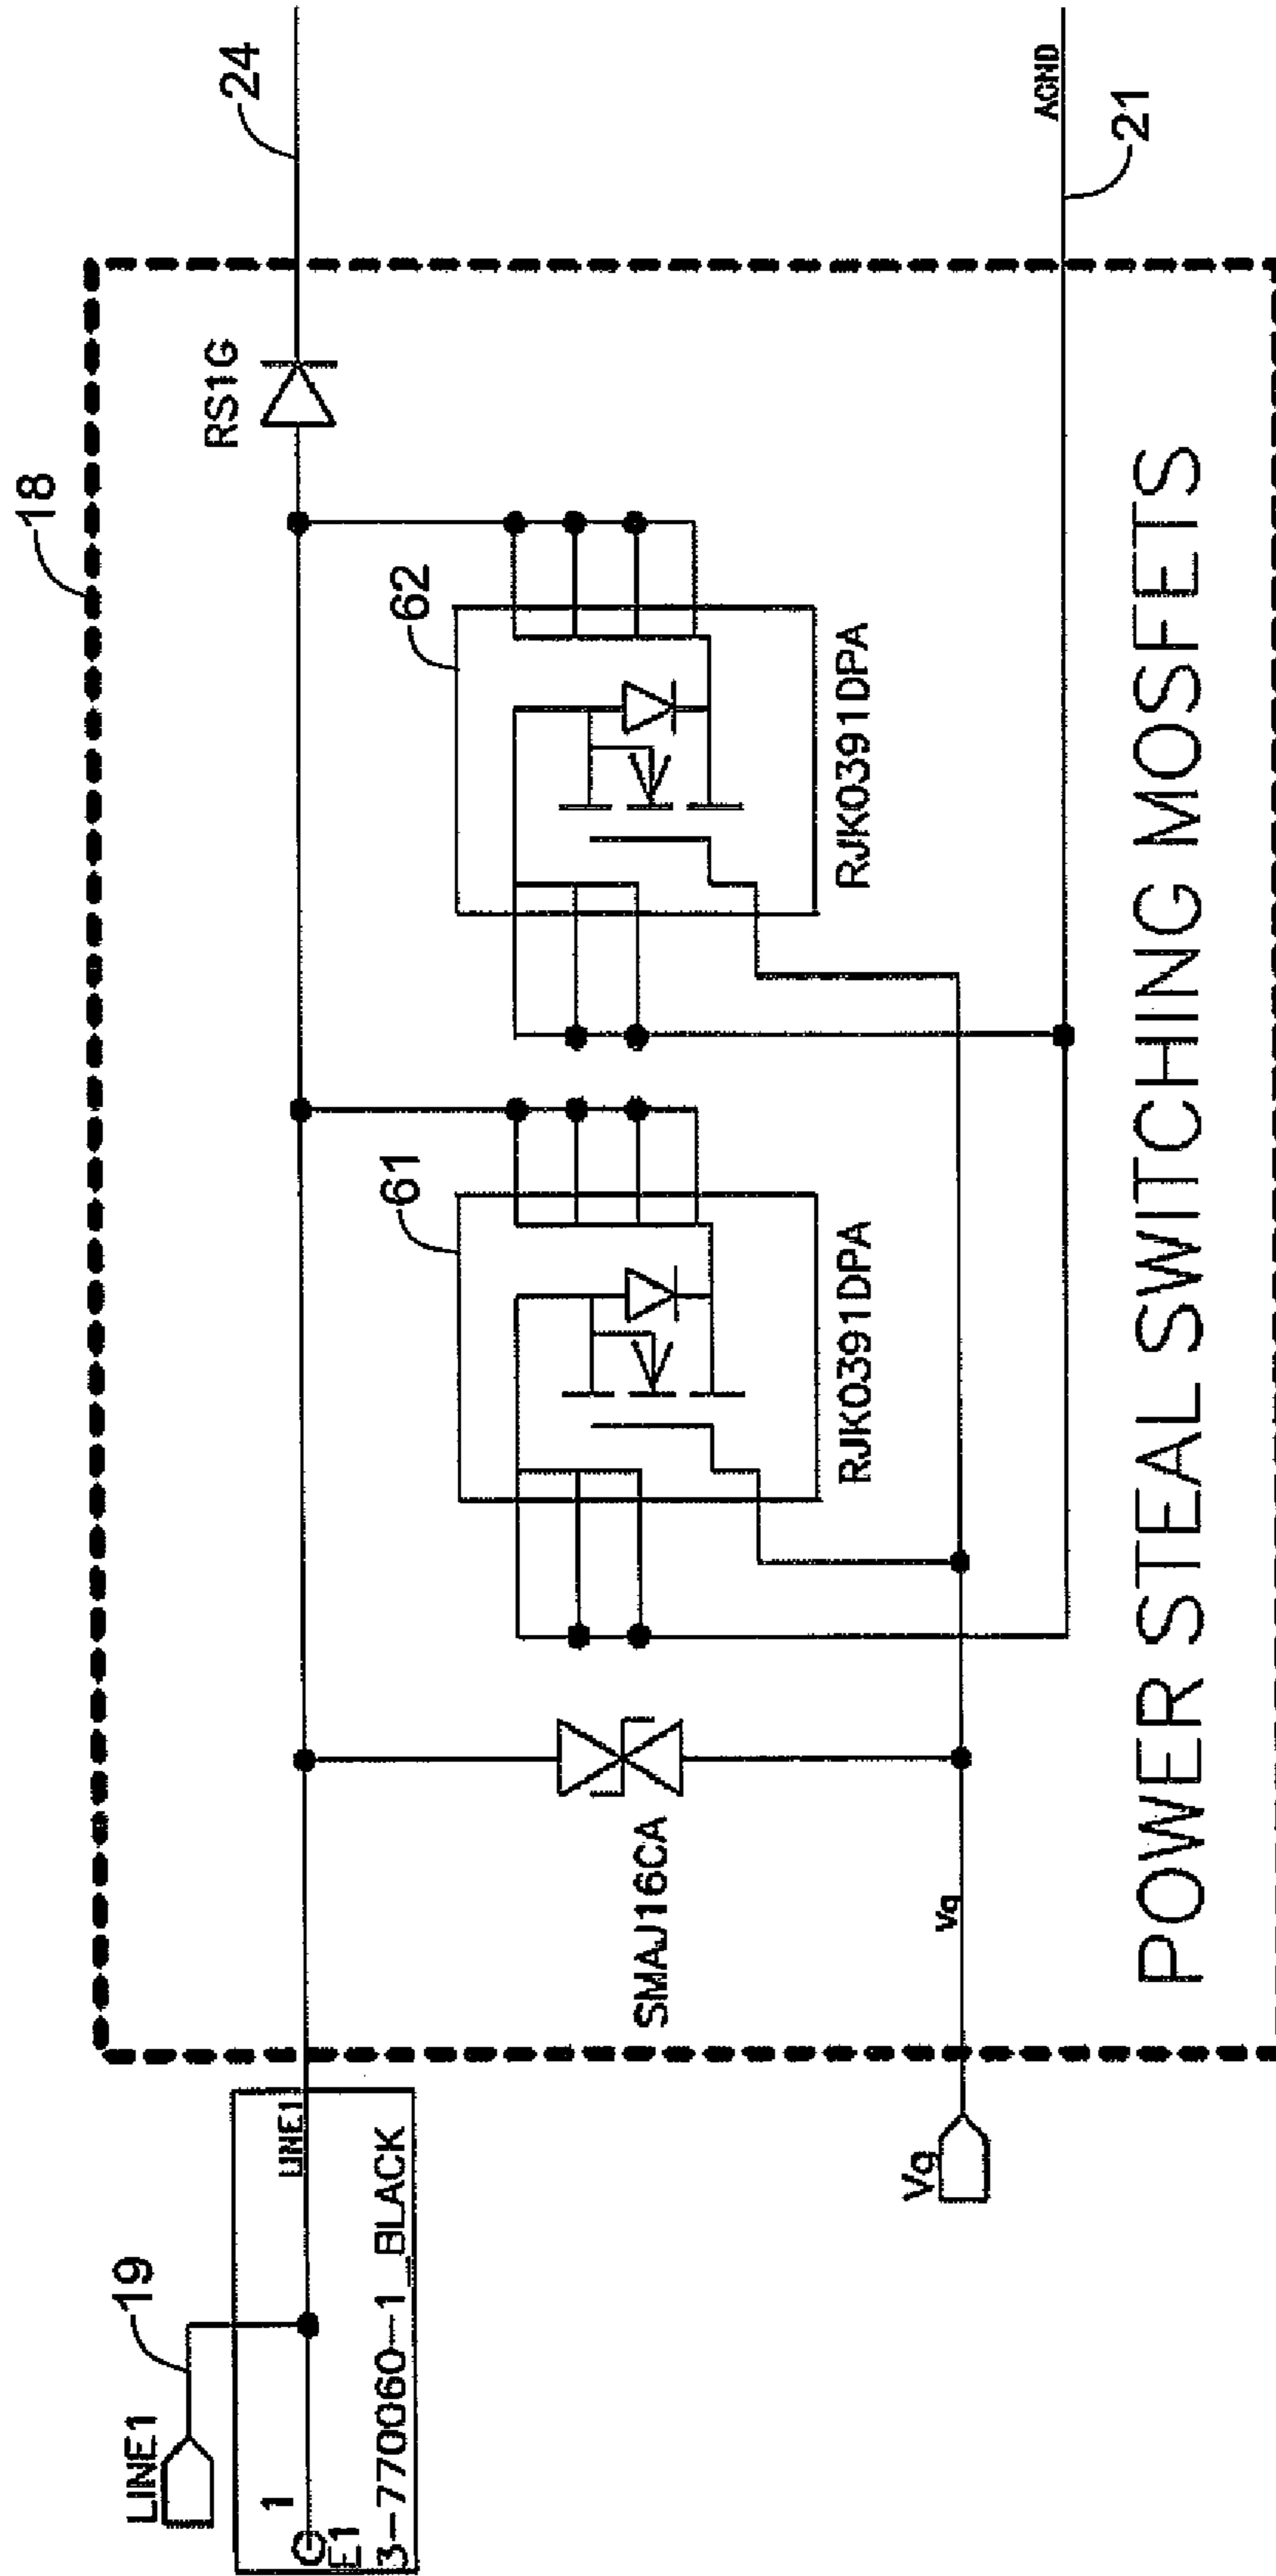 18
24
RS1G
62
61
RJK0391DPA
RJK0391DPA
AGND
21
SMAJ16CA
19
LINE1
LINE1
1
E1
3-770060-1_BLACK
Vg
Vg
POWER STEAL SWITCHING MOSFETS